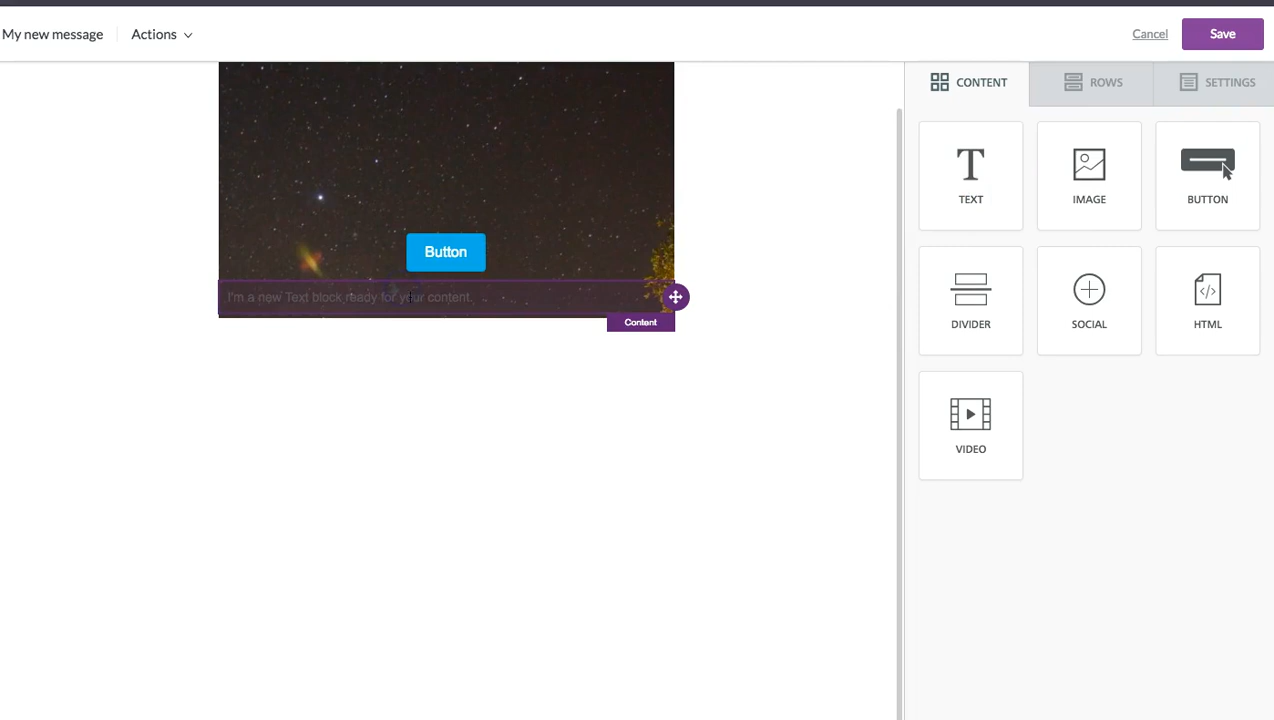 My new message
Actions
Cancel
Save
CONTENT
ROWS
SETTINGS
TEXT
IMAGE
BUTTON
Button
I'm a new Text block ready for your content.
Content
DIVIDER
SOCIAL
HTML
VIDEO